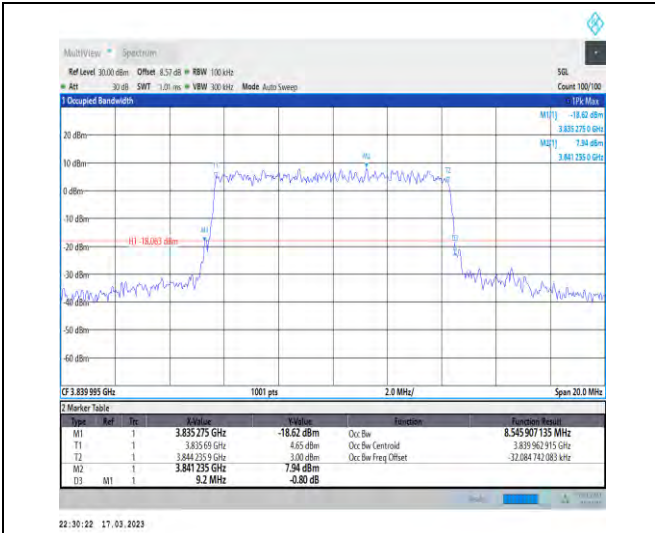 MultiView Spectrum
Ref Level 30.00 dBm Offset 8.57 dB RBW 100 kHz SGL
Att 30 dB SWT 1.01 ms VBW 300 kHz Mode Auto Sweep Count 100/100
1 Occupied Bandwidth 1Pk Max
M1[1] -18.62 dBm
3.835 275 0 GHz
M2[1] 7.94 dBm
3.841 235 0 GHz
20 dBm
10 dBm
M2
T1 T2
0 dBm
-10 dBm
M1
D3
H1 -18.063 dBm
-20 dBm
-30 dBm
-40 dBm
-50 dBm
-60 dBm
CF 3.839 995 GHz 1001 pts 2.0 MHz/ Span 20.0 MHz
2 Marker Table
Type Ref Trc X-Value Y-Value Function Function Result
M1 1 3.835 275 GHz -18.62 dBm Occ Bw 8.545 907 135 MHz
T1 1 3.835 69 GHz 4.65 dBm Occ Bw Centroid 3.839 962 915 GHz
T2 1 3.844 235 9 GHz 3.00 dBm Occ Bw Freq Offset -32.084 742 083 kHz
M2 1 3.841 235 GHz 7.94 dBm
D3 M1 1 9.2 MHz -0.80 dB
22:30:22 17.03.2023